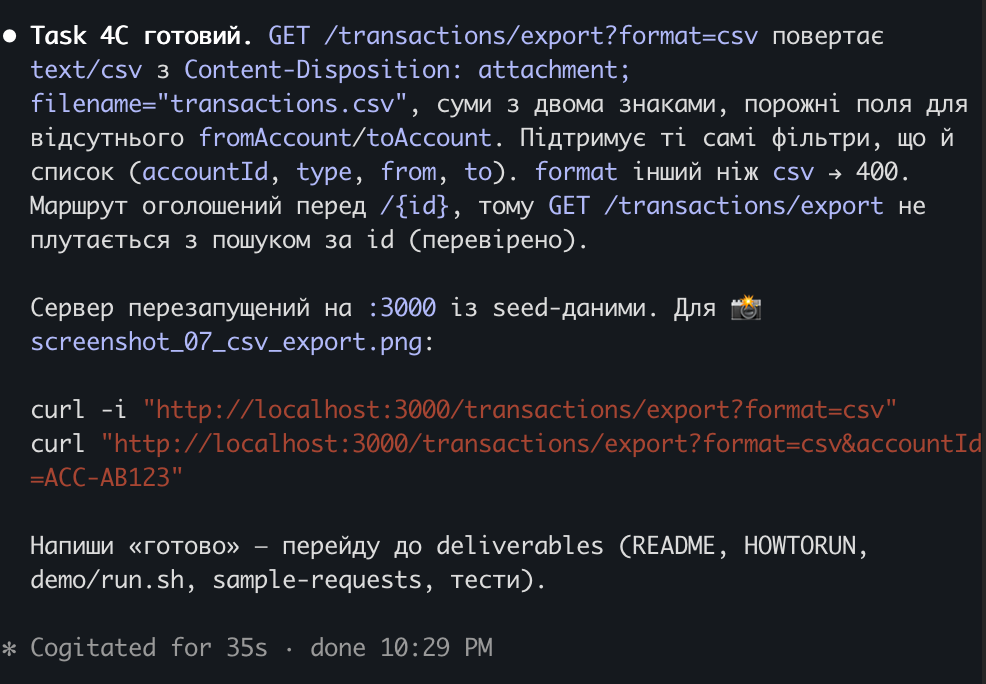 ● Task 4C готовий. GET /transactions/export?format=csv повертає
text/csv з Content-Disposition: attachment;
filename="transactions.csv", суми з двома знаками, порожні поля для
відсутнього fromAccount/toAccount. Підтримує ті самі фільтри, що й
список (accountId, type, from, to). format інший ніж csv → 400.
Маршрут оголошений перед /{id}, тому GET /transactions/export не
плутається з пошуком за id (перевірено).
Сервер перезапущений на :3000 із seed-даними. Для 📸
screenshot_07_csv_export.png:
curl -i "http://localhost:3000/transactions/export?format=csv"
curl "http://localhost:3000/transactions/export?format=csv&accountId
=ACC-AB123"
Напиши «готово» — перейду до deliverables (README, HOWTORUN,
demo/run.sh, sample-requests, тести).
✻ Cogitated for 35s · done 10:29 PM